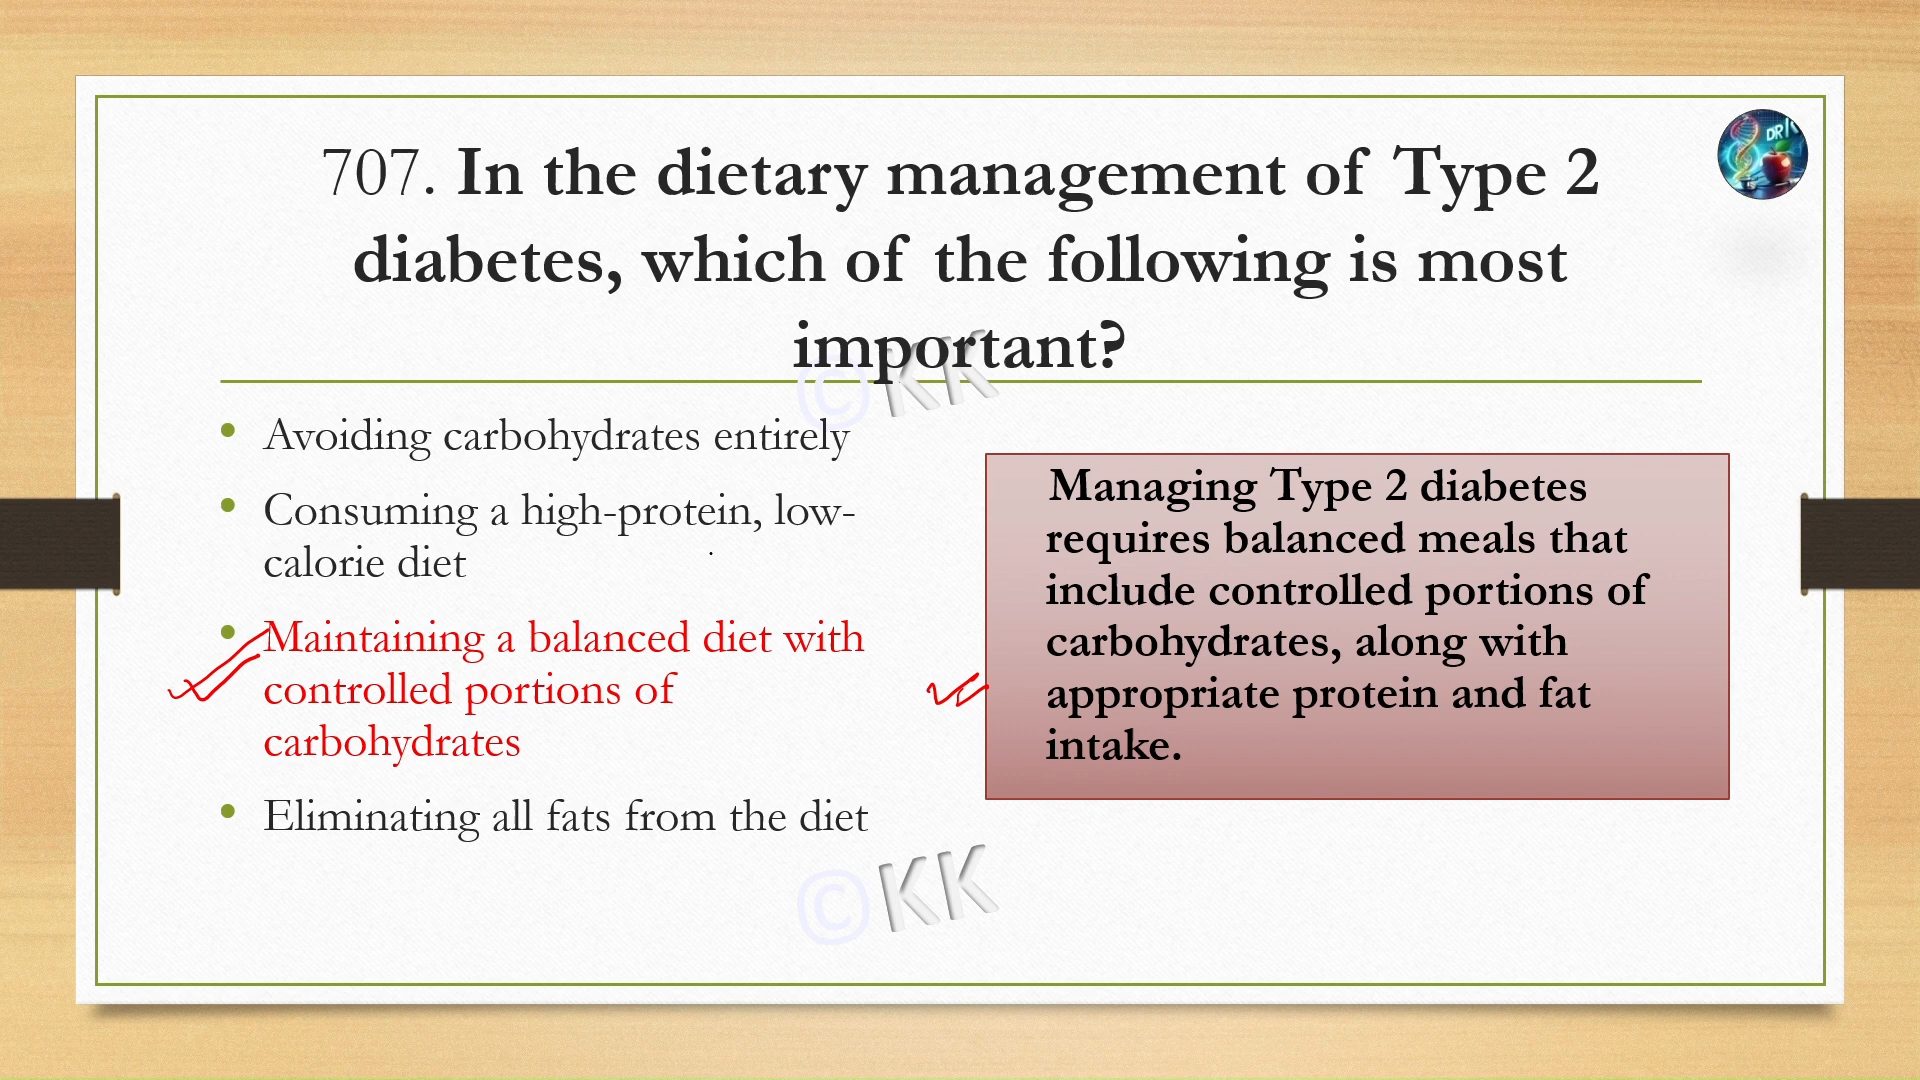 707. In the dietary management of Type 2
diabetes, which of the following is most
important?
©KK
• Avoiding carbohydrates entirely
• Consuming a high-protein, low-
calorie diet
• Maintaining a balanced diet with
controlled portions of
carbohydrates
• Eliminating all fats from the diet
Managing Type 2 diabetes
requires balanced meals that
include controlled portions of
carbohydrates, along with
appropriate protein and fat
intake.
©KK